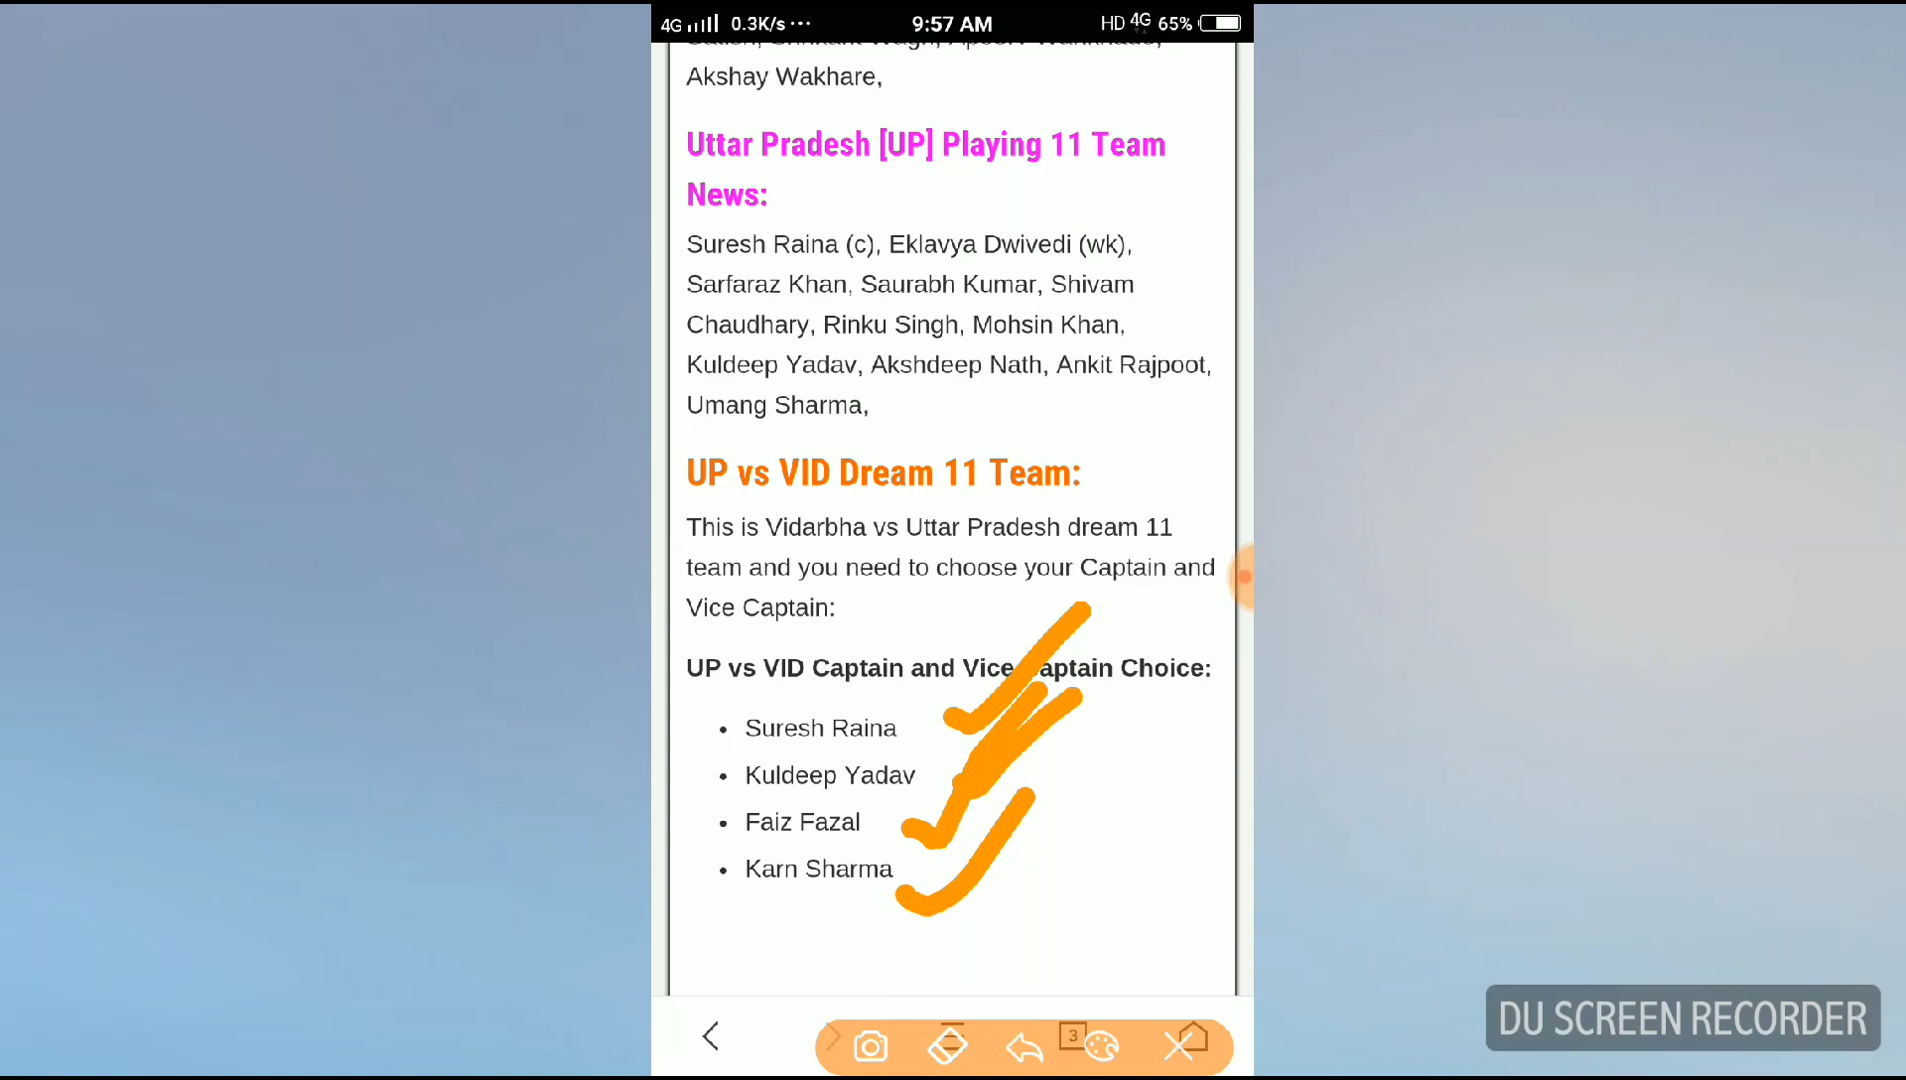 4G 0.3K/s ··· 9:57 AM HD 4G 65%
Akshay Wakhare,
Uttar Pradesh [UP] Playing 11 Team
News:
Suresh Raina (c), Eklavya Dwivedi (wk),
Sarfaraz Khan, Saurabh Kumar, Shivam
Chaudhary, Rinku Singh, Mohsin Khan,
Kuldeep Yadav, Akshdeep Nath, Ankit Rajpoot,
Umang Sharma,
UP vs VID Dream 11 Team:
This is Vidarbha vs Uttar Pradesh dream 11
team and you need to choose your Captain and
Vice Captain:
UP vs VID Captain and Vice Captain Choice:
• Suresh Raina
• Kuldeep Yadav
• Faiz Fazal
• Karn Sharma
3
DU SCREEN RECORDER